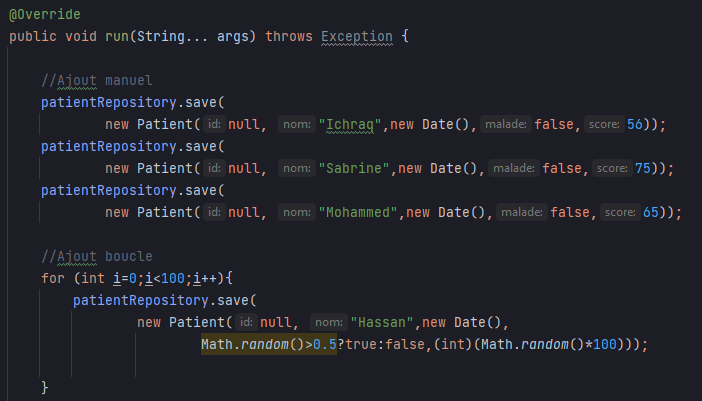 @Override
public void run(String... args) throws Exception {
//Ajout manuel
patientRepository.save(
new Patient( id: null, nom: "Ichraq",new Date(), malade: false, score: 56));
patientRepository.save(
new Patient( id: null, nom: "Sabrine",new Date(), malade: false, score: 75));
patientRepository.save(
new Patient( id: null, nom: "Mohammed",new Date(), malade: false, score: 65));
//Ajout boucle
for (int i=0;i<100;i++){
patientRepository.save(
new Patient( id: null, nom: "Hassan",new Date(),
Math.random()>0.5?true:false,(int)(Math.random()*100)));
}